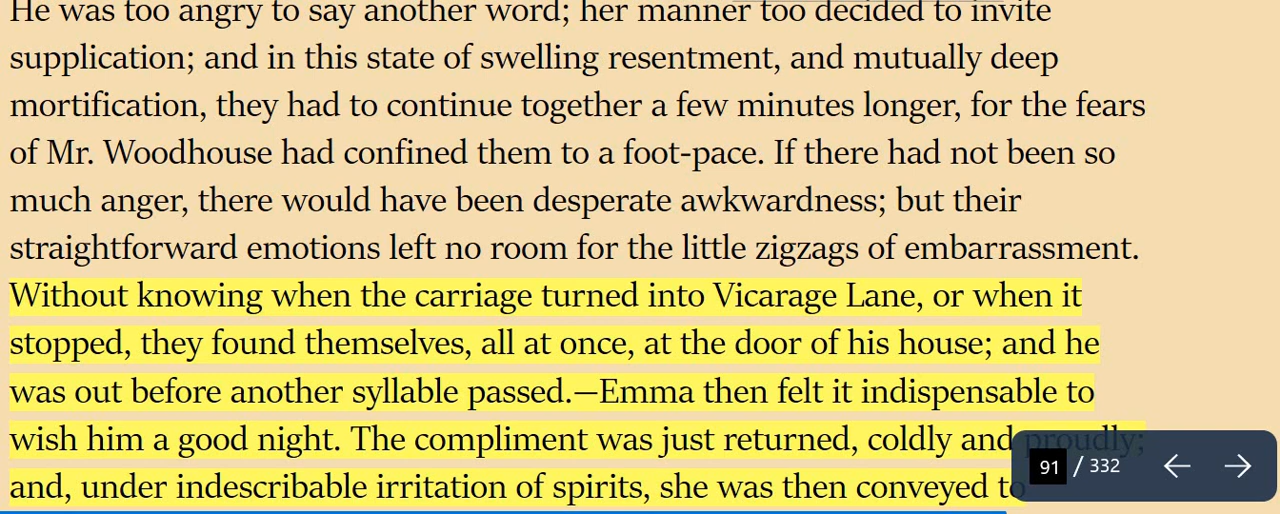 He was too angry to say another word; her manner too decided to invite
supplication; and in this state of swelling resentment, and mutually deep
mortification, they had to continue together a few minutes longer, for the fears
of Mr. Woodhouse had confined them to a foot-pace. If there had not been so
much anger, there would have been desperate awkwardness; but their
straightforward emotions left no room for the little zigzags of embarrassment.
Without knowing when the carriage turned into Vicarage Lane, or when it
stopped, they found themselves, all at once, at the door of his house; and he
was out before another syllable passed.—Emma then felt it indispensable to
wish him a good night. The compliment was just returned, coldly and proudly;
and, under indescribable irritation of spirits, she was then conveyed to
91 / 332